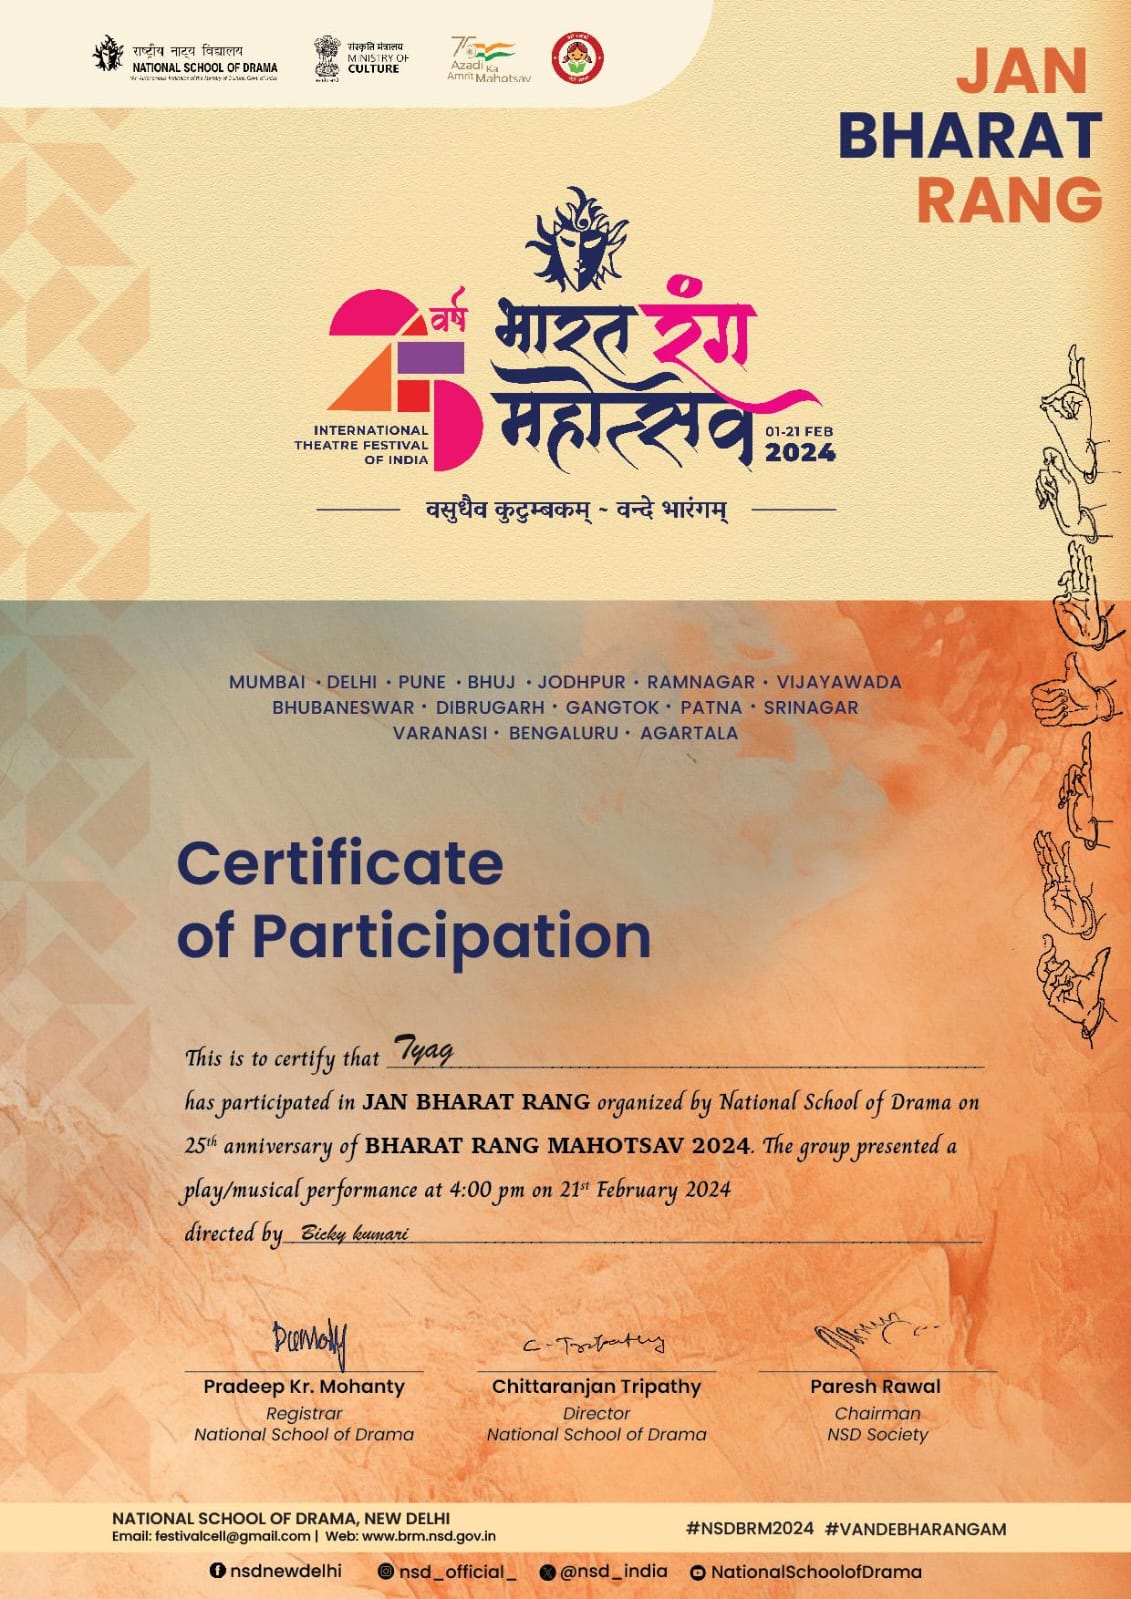 राष्ट्रीय नाट्य विद्यालय
NATIONAL SCHOOL OF DRAMA
संस्कृति मंत्रालय
MINISTRY OF
CULTURE
75
Azadi Ka
Amrit Mahotsav
JAN
BHARAT
RANG
25 वर्ष
भारत रंग
महोत्सव
INTERNATIONAL
THEATRE FESTIVAL
OF INDIA
01-21 FEB
2024
वसुधैव कुटुम्बकम् ~ वन्दे भारंगम्
MUMBAI • DELHI • PUNE • BHUJ • JODHPUR • RAMNAGAR • VIJAYAWADA
BHUBANESWAR • DIBRUGARH • GANGTOK • PATNA • SRINAGAR
VARANASI • BENGALURU • AGARTALA
Certificate
of Participation
This is to certify that Tyag
has participated in JAN BHARAT RANG organized by National School of Drama on
25th anniversary of BHARAT RANG MAHOTSAV 2024. The group presented a
play/musical performance at 4:00 pm on 21st February 2024
directed by Bicky kumari
C-Tripathy
Pradeep Kr. Mohanty
Registrar
National School of Drama
Chittaranjan Tripathy
Director
National School of Drama
Paresh Rawal
Chairman
NSD Society
NATIONAL SCHOOL OF DRAMA, NEW DELHI
Email: festivalcell@gmail.com | Web: www.brm.nsd.gov.in
#NSDBRM2024 #VANDEBHARANGAM
nsdnewdelhi nsd_official_ @nsd_india NationalSchoolofDrama